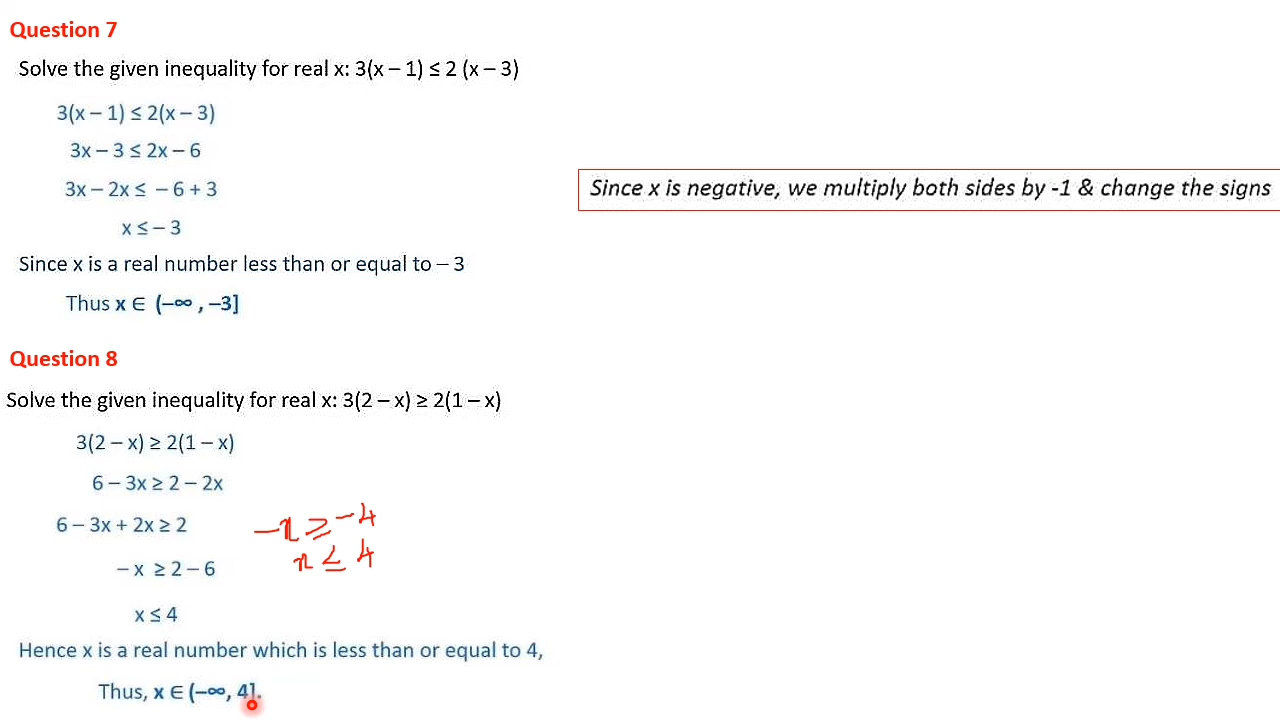 Question 7
Solve the given inequality for real x: 3(x – 1) ≤ 2 (x – 3)
3(x – 1) ≤ 2(x – 3)
3x – 3 ≤ 2x – 6
3x – 2x ≤ – 6 + 3
Since x is negative, we multiply both sides by -1 & change the signs
x ≤ – 3
Since x is a real number less than or equal to – 3
Thus x ∈ (–∞ , –3]
Question 8
Solve the given inequality for real x: 3(2 – x) ≥ 2(1 – x)
3(2 – x) ≥ 2(1 – x)
6 – 3x ≥ 2 – 2x
6 – 3x + 2x ≥ 2
-x ≥ -4
x ≤ 4
– x ≥ 2 – 6
x ≤ 4
Hence x is a real number which is less than or equal to 4,
Thus, x ∈ (–∞, 4].